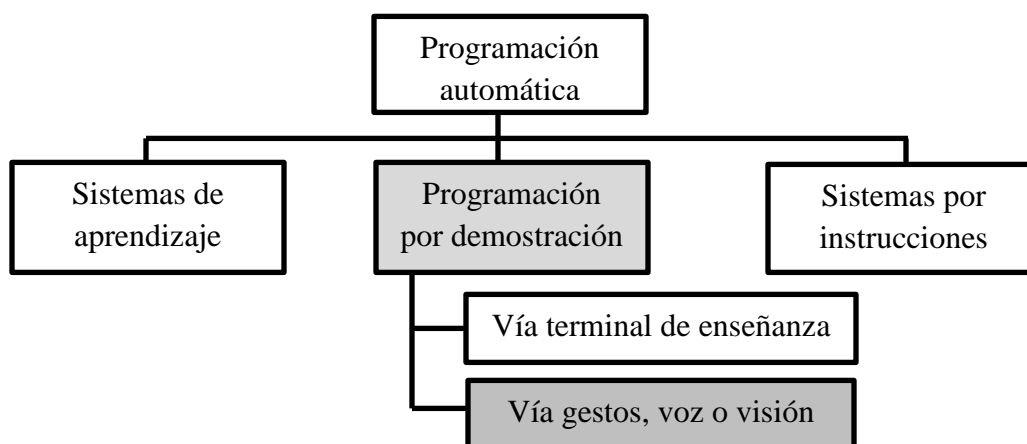 Programación
automática
Sistemas de
aprendizaje
Programación
por demostración
Sistemas por
instrucciones
Vía terminal de enseñanza
Vía gestos, voz o visión